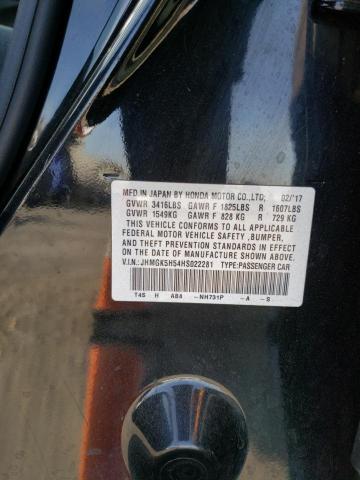 MFD.IN JAPAN BY HONDA MOTOR CO.,LTD. 02/'17
GVWR 3416LBS GAWR F 1825LBS R 1607LBS
GVWR 1549KG GAWR F 828 KG R 729 KG
THIS VEHICLE CONFORMS TO ALL APPLICABLE
FEDERAL MOTOR VEHICLE SAFETY ,BUMPER,
AND THEFT PREVENTION STANDARDS IN EFFECT
ON THE DATE OF MANUFACTURE SHOWN ABOVE.
V.I.N.: JHMGK5H54HS022281 TYPE:PASSENGER CAR
T4S H AB4 -NH731P -A -S